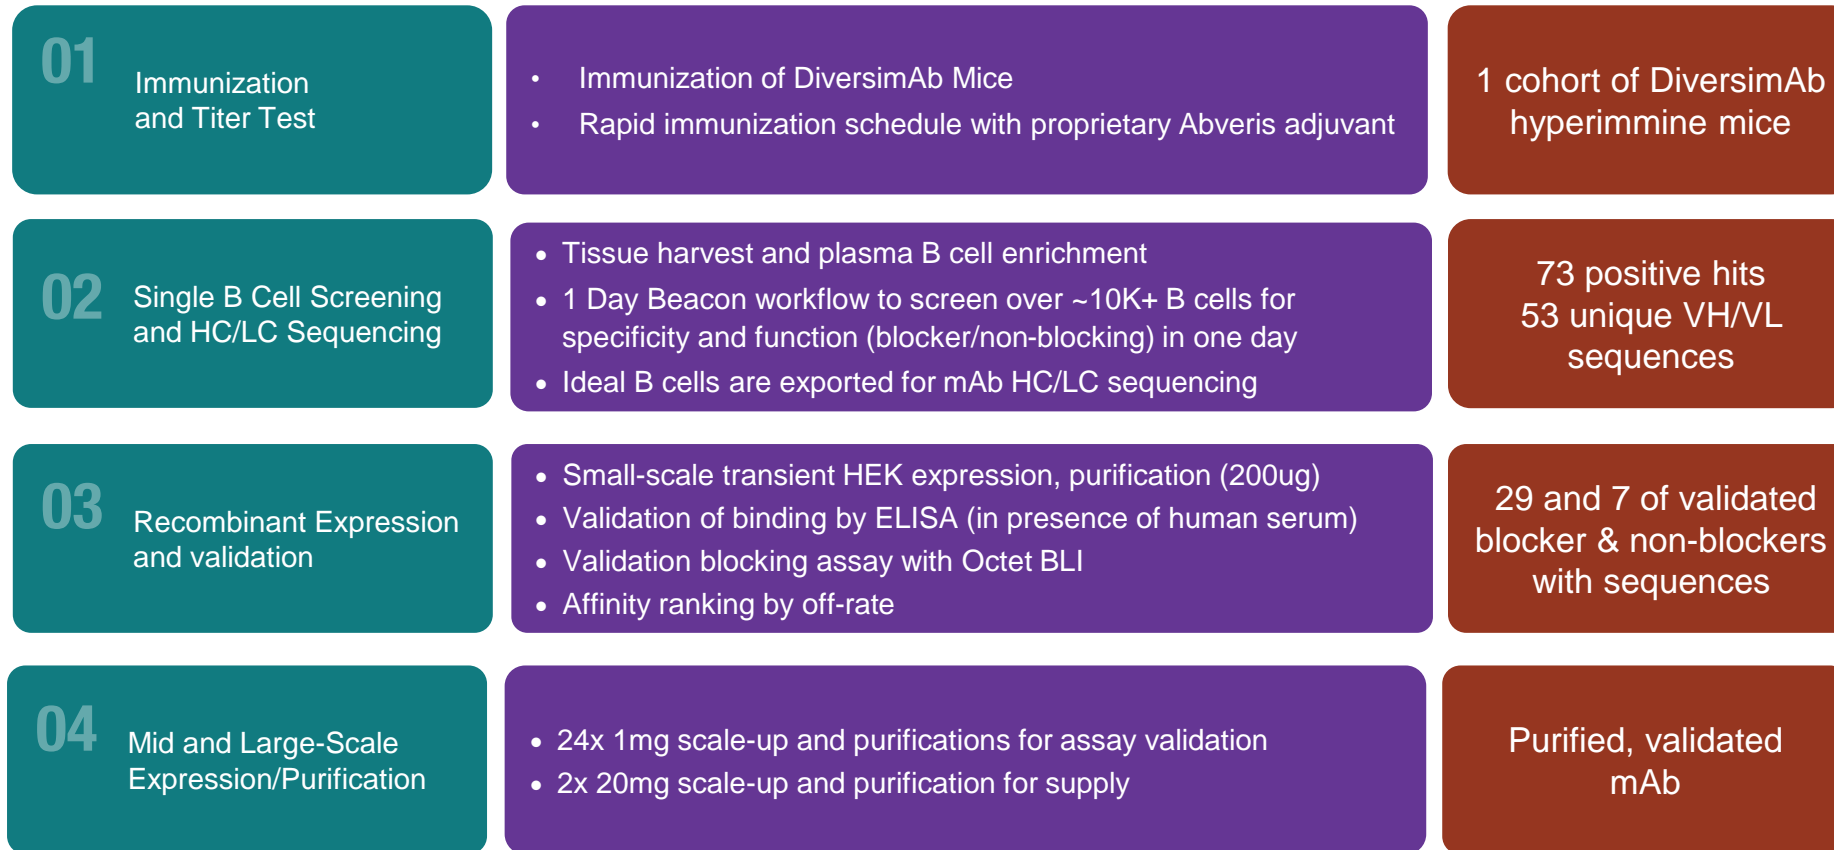 01
Immunization
and Titer Test
• Immunization of DiversimAb Mice
• Rapid immunization schedule with proprietary Abveris adjuvant
1 cohort of DiversimAb
hyperimmine mice
02
Single B Cell Screening
and HC/LC Sequencing
• Tissue harvest and plasma B cell enrichment
• 1 Day Beacon workflow to screen over ~10K+ B cells for
specificity and function (blocker/non-blocking) in one day
• Ideal B cells are exported for mAb HC/LC sequencing
73 positive hits
53 unique VH/VL
sequences
03
Recombinant Expression
and validation
• Small-scale transient HEK expression, purification (200ug)
• Validation of binding by ELISA (in presence of human serum)
• Validation blocking assay with Octet BLI
• Affinity ranking by off-rate
29 and 7 of validated
blocker & non-blockers
with sequences
04
Mid and Large-Scale
Expression/Purification
• 24x 1mg scale-up and purifications for assay validation
• 2x 20mg scale-up and purification for supply
Purified, validated
mAb